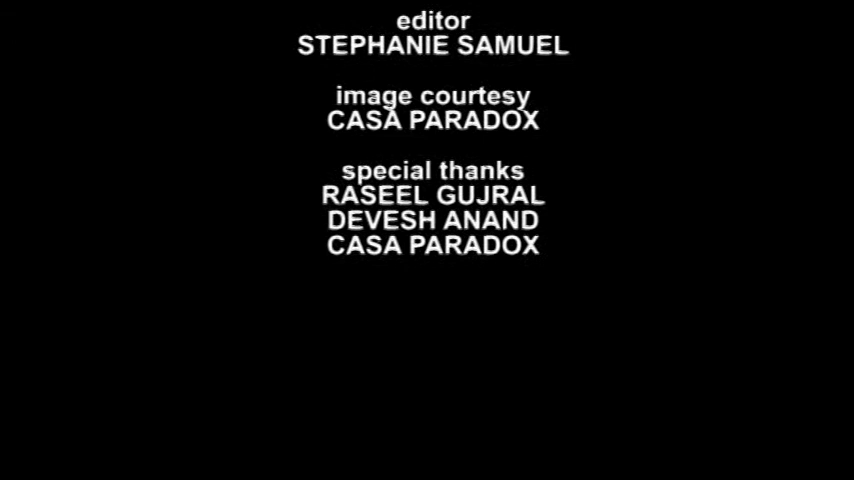 editor
STEPHANIE SAMUEL
image courtesy
CASA PARADOX
special thanks
RASEEL GUJRAL
DEVESH ANAND
CASA PARADOX